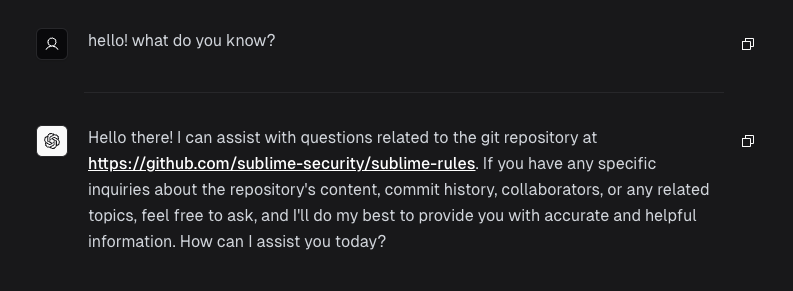 hello! what do you know?
Hello there! I can assist with questions related to the git repository at
https://github.com/sublime-security/sublime-rules. If you have any specific
inquiries about the repository's content, commit history, collaborators, or any related
topics, feel free to ask, and I'll do my best to provide you with accurate and helpful
information. How can I assist you today?